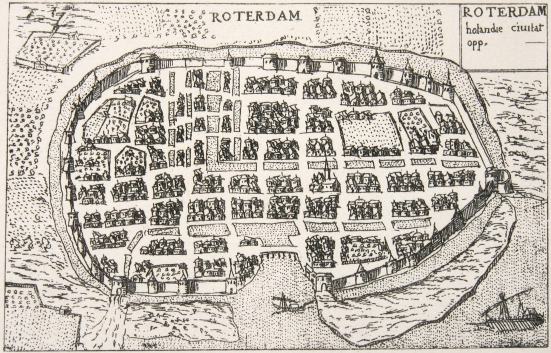 ROTERDAM
ROTERDAM
holandie ciuitat
opp.